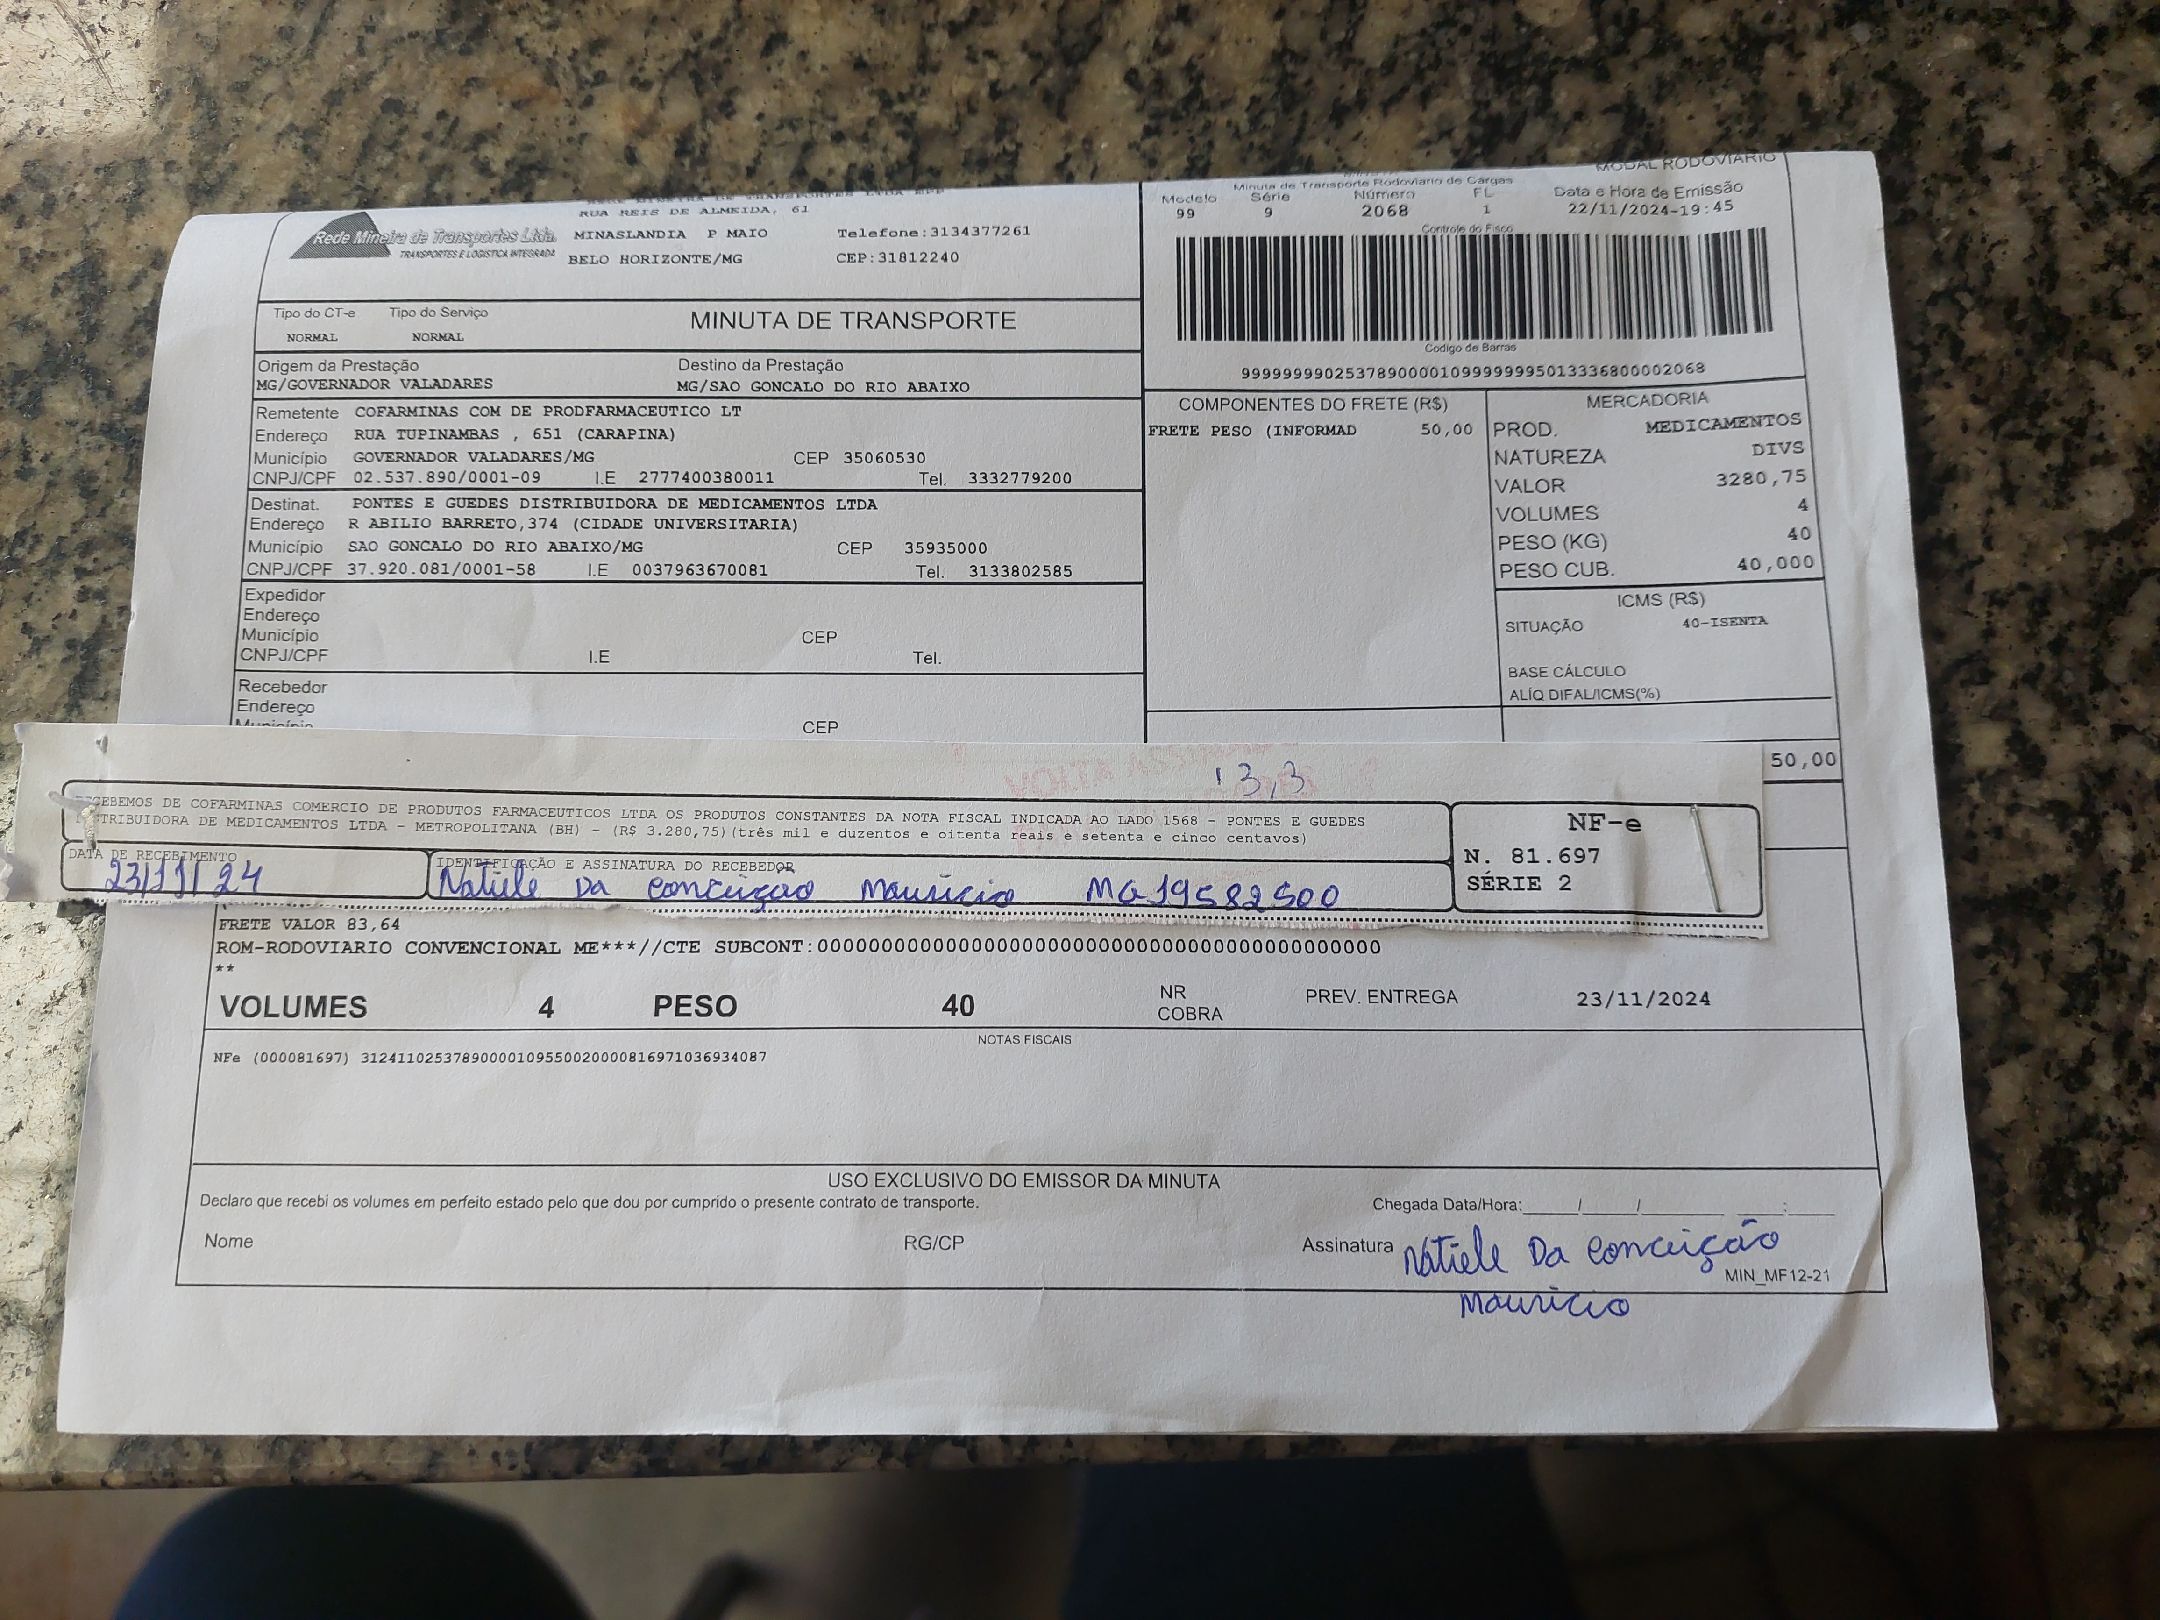 RUA REIS DE ALMEIDA, 61
Rede Mineira de Transportes Ltda.
TRANSPORTES E LOGISTICA INTEGRADA
MINASLANDIA P MAIO Telefone:3134377261
BELO HORIZONTE/MG CEP:31812240
MODAL RODOVIARIO
Minuta de Transporte Rodoviario de Cargas
Modelo Série Número FL Data e Hora de Emissão
99 9 2068 1 22/11/2024-19:45
Controle do Fisco
Codigo de Barras
Tipo do CT-e Tipo do Serviço
NORMAL NORMAL
MINUTA DE TRANSPORTE
Origem da Prestação Destino da Prestação
MG/GOVERNADOR VALADARES MG/SAO GONCALO DO RIO ABAIXO
Remetente COFARMINAS COM DE PRODFARMACEUTICO LT
Endereço RUA TUPINAMBAS , 651 (CARAPINA)
Município GOVERNADOR VALADARES/MG CEP 35060530
CNPJ/CPF 02.537.890/0001-09 I.E 2777400380011 Tel. 3332779200
Destinat. PONTES E GUEDES DISTRIBUIDORA DE MEDICAMENTOS LTDA
Endereço R ABILIO BARRETO,374 (CIDADE UNIVERSITARIA)
Município SAO GONCALO DO RIO ABAIXO/MG CEP 35935000
CNPJ/CPF 37.920.081/0001-58 I.E 0037963670081 Tel. 3133802585
Expedidor
Endereço
Município CEP
CNPJ/CPF I.E Tel.
Recebedor
Endereço
Município CEP
COMPONENTES DO FRETE (R$)
FRETE PESO (INFORMAD 50,00
MERCADORIA
PROD. MEDICAMENTOS
NATUREZA DIVS
VALOR 3280,75
VOLUMES 4
PESO (KG) 40
PESO CUB. 40,000
ICMS (R$)
SITUAÇÃO 40-ISENTA
BASE CÁLCULO
ALÍQ DIFAL/ICMS(%)
50,00
VOLTA
13,3
RECEBEMOS DE COFARMINAS COMERCIO DE PRODUTOS FARMACEUTICOS LTDA OS PRODUTOS CONSTANTES DA NOTA FISCAL INDICADA AO LADO 1568 - PONTES E GUEDES
DISTRIBUIDORA DE MEDICAMENTOS LTDA - METROPOLITANA (BH) - (R$ 3.280,75)(três mil e duzentos e oitenta reais e setenta e cinco centavos)
DATA DE RECEBIMENTO IDENTIFICAÇÃO E ASSINATURA DO RECEBEDOR
23/11/24 Natiele Da Conceiçao Mauricio MG19582500
NF-e
N. 81.697
SÉRIE 2
FRETE VALOR 83,64
ROM-RODOVIARIO CONVENCIONAL ME***//CTE SUBCONT:00000000000000000000000000000000000000000000
**
VOLUMES 4 PESO 40 NR COBRA PREV. ENTREGA 23/11/2024
NOTAS FISCAIS
NFe (000081697) 31241102537890000109550020000816971036934087
USO EXCLUSIVO DO EMISSOR DA MINUTA
Declaro que recebi os volumes em perfeito estado pelo que dou por cumprido o presente contrato de transporte. Chegada Data/Hora:_____/_____/_______ ____:____
Nome RG/CP Assinatura Natiele Da Conceição
MIN_MF12-21
Mauricio